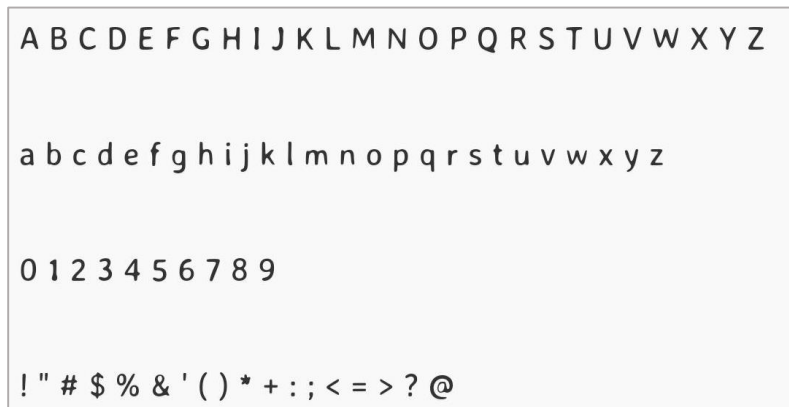 A B C D E F G H I J K L M N O P Q R S T U V W X Y Z
a b c d e f g h i j k l m n o p q r s t u v w x y z
0 1 2 3 4 5 6 7 8 9
! " # $ % & ' ( ) * + : ; < = > ? @